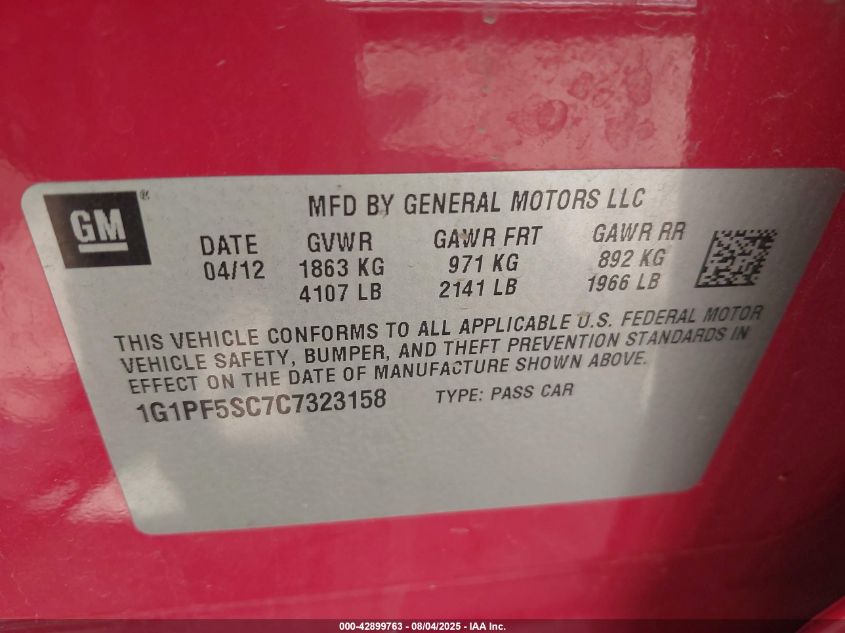 GM ®
MFD BY GENERAL MOTORS LLC
DATE GVWR GAWR FRT GAWR RR
04/12 1863 KG 971 KG 892 KG
4107 LB 2141 LB 1966 LB
THIS VEHICLE CONFORMS TO ALL APPLICABLE U.S. FEDERAL MOTOR
VEHICLE SAFETY, BUMPER, AND THEFT PREVENTION STANDARDS IN
EFFECT ON THE DATE OF MANUFACTURE SHOWN ABOVE.
1G1PF5SC7C7323158 TYPE: PASS CAR
000-42899763 - 08/04/2025 - IAA Inc.